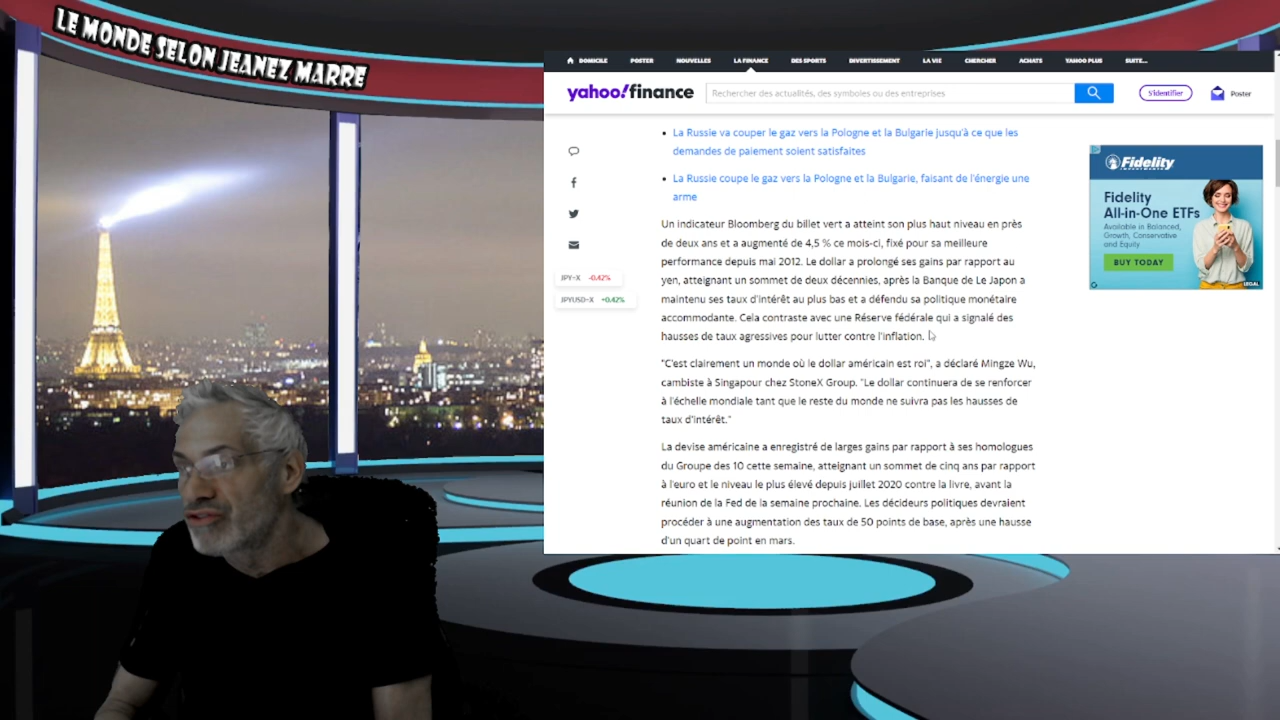 LE MONDE SELON JEANEZ MARRE
DOMICILE POSTER NOUVELLES LA FINANCE DES SPORTS DIVERTISSEMENT LA VIE CHERCHER ACHATS YAHOO PLUS SUITE...
yahoo!finance
Rechercher des actualités, des symboles ou des entreprises
S'identifier
Poster
La Russie va couper le gaz vers la Pologne et la Bulgarie jusqu'à ce que les
demandes de paiement soient satisfaites
La Russie coupe le gaz vers la Pologne et la Bulgarie, faisant de l'énergie une
arme
Un indicateur Bloomberg du billet vert a atteint son plus haut niveau en près
de deux ans et a augmenté de 4,5 % ce mois-ci, fixé pour sa meilleure
performance depuis mai 2012. Le dollar a prolongé ses gains par rapport au
yen, atteignant un sommet de deux décennies, après la Banque de Le Japon a
maintenu ses taux d'intérêt au plus bas et a défendu sa politique monétaire
accommodante. Cela contraste avec une Réserve fédérale qui a signalé des
hausses de taux agressives pour lutter contre l'inflation.
"C'est clairement un monde où le dollar américain est roi", a déclaré Mingze Wu,
cambiste à Singapour chez StoneX Group. "Le dollar continuera de se renforcer
à l'échelle mondiale tant que le reste du monde ne suivra pas les hausses de
taux d'intérêt."
La devise américaine a enregistré de larges gains par rapport à ses homologues
du Groupe des 10 cette semaine, atteignant un sommet de cinq ans par rapport
à l'euro et le niveau le plus élevé depuis juillet 2020 contre la livre, avant la
réunion de la Fed de la semaine prochaine. Les décideurs politiques devraient
procéder à une augmentation des taux de 50 points de base, après une hausse
d'un quart de point en mars.
JPY=X -0.42%
JPYUSD=X +0.42%
Fidelity
Fidelity
All-in-One ETFs
Available in Balanced,
Growth, Conservative
and Equity
BUY TODAY
LEGAL